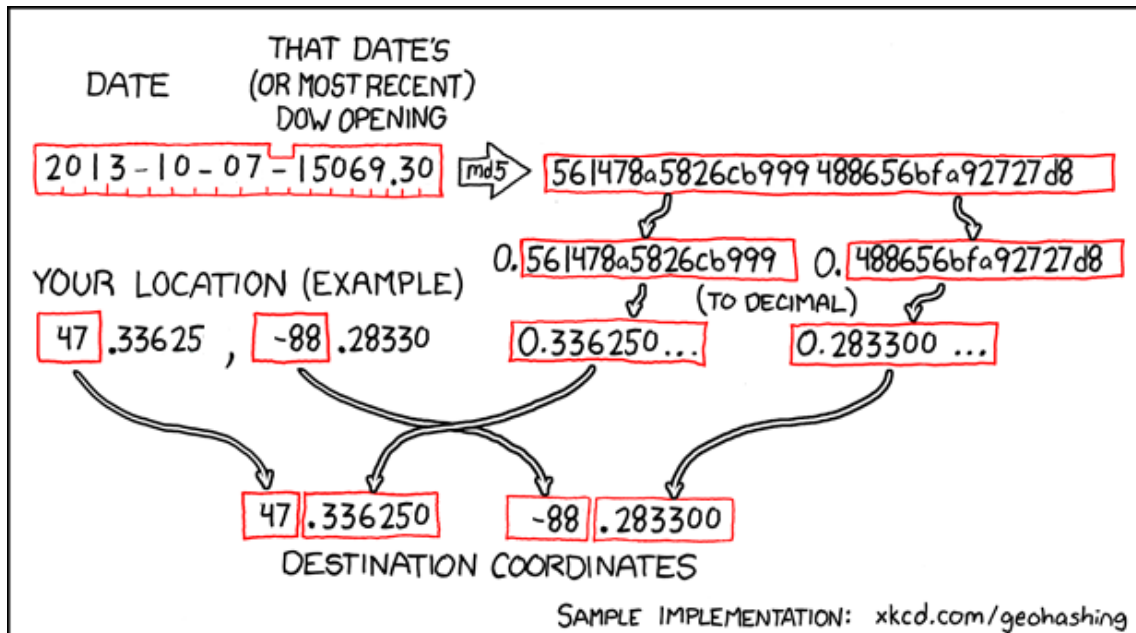 DATE
THAT DATE'S
(OR MOST RECENT)
DOW OPENING
2013-10-07-15069.30
md5
561478a5826cb999488656bfa92727d8
0.561478a5826cb999
0.488656bfa92727d8
(TO DECIMAL)
YOUR LOCATION (EXAMPLE)
47.33625, -88.28330
0.336250...
0.283300 ...
47.336250
-88.283300
DESTINATION COORDINATES
SAMPLE IMPLEMENTATION: xkcd.com/geohashing